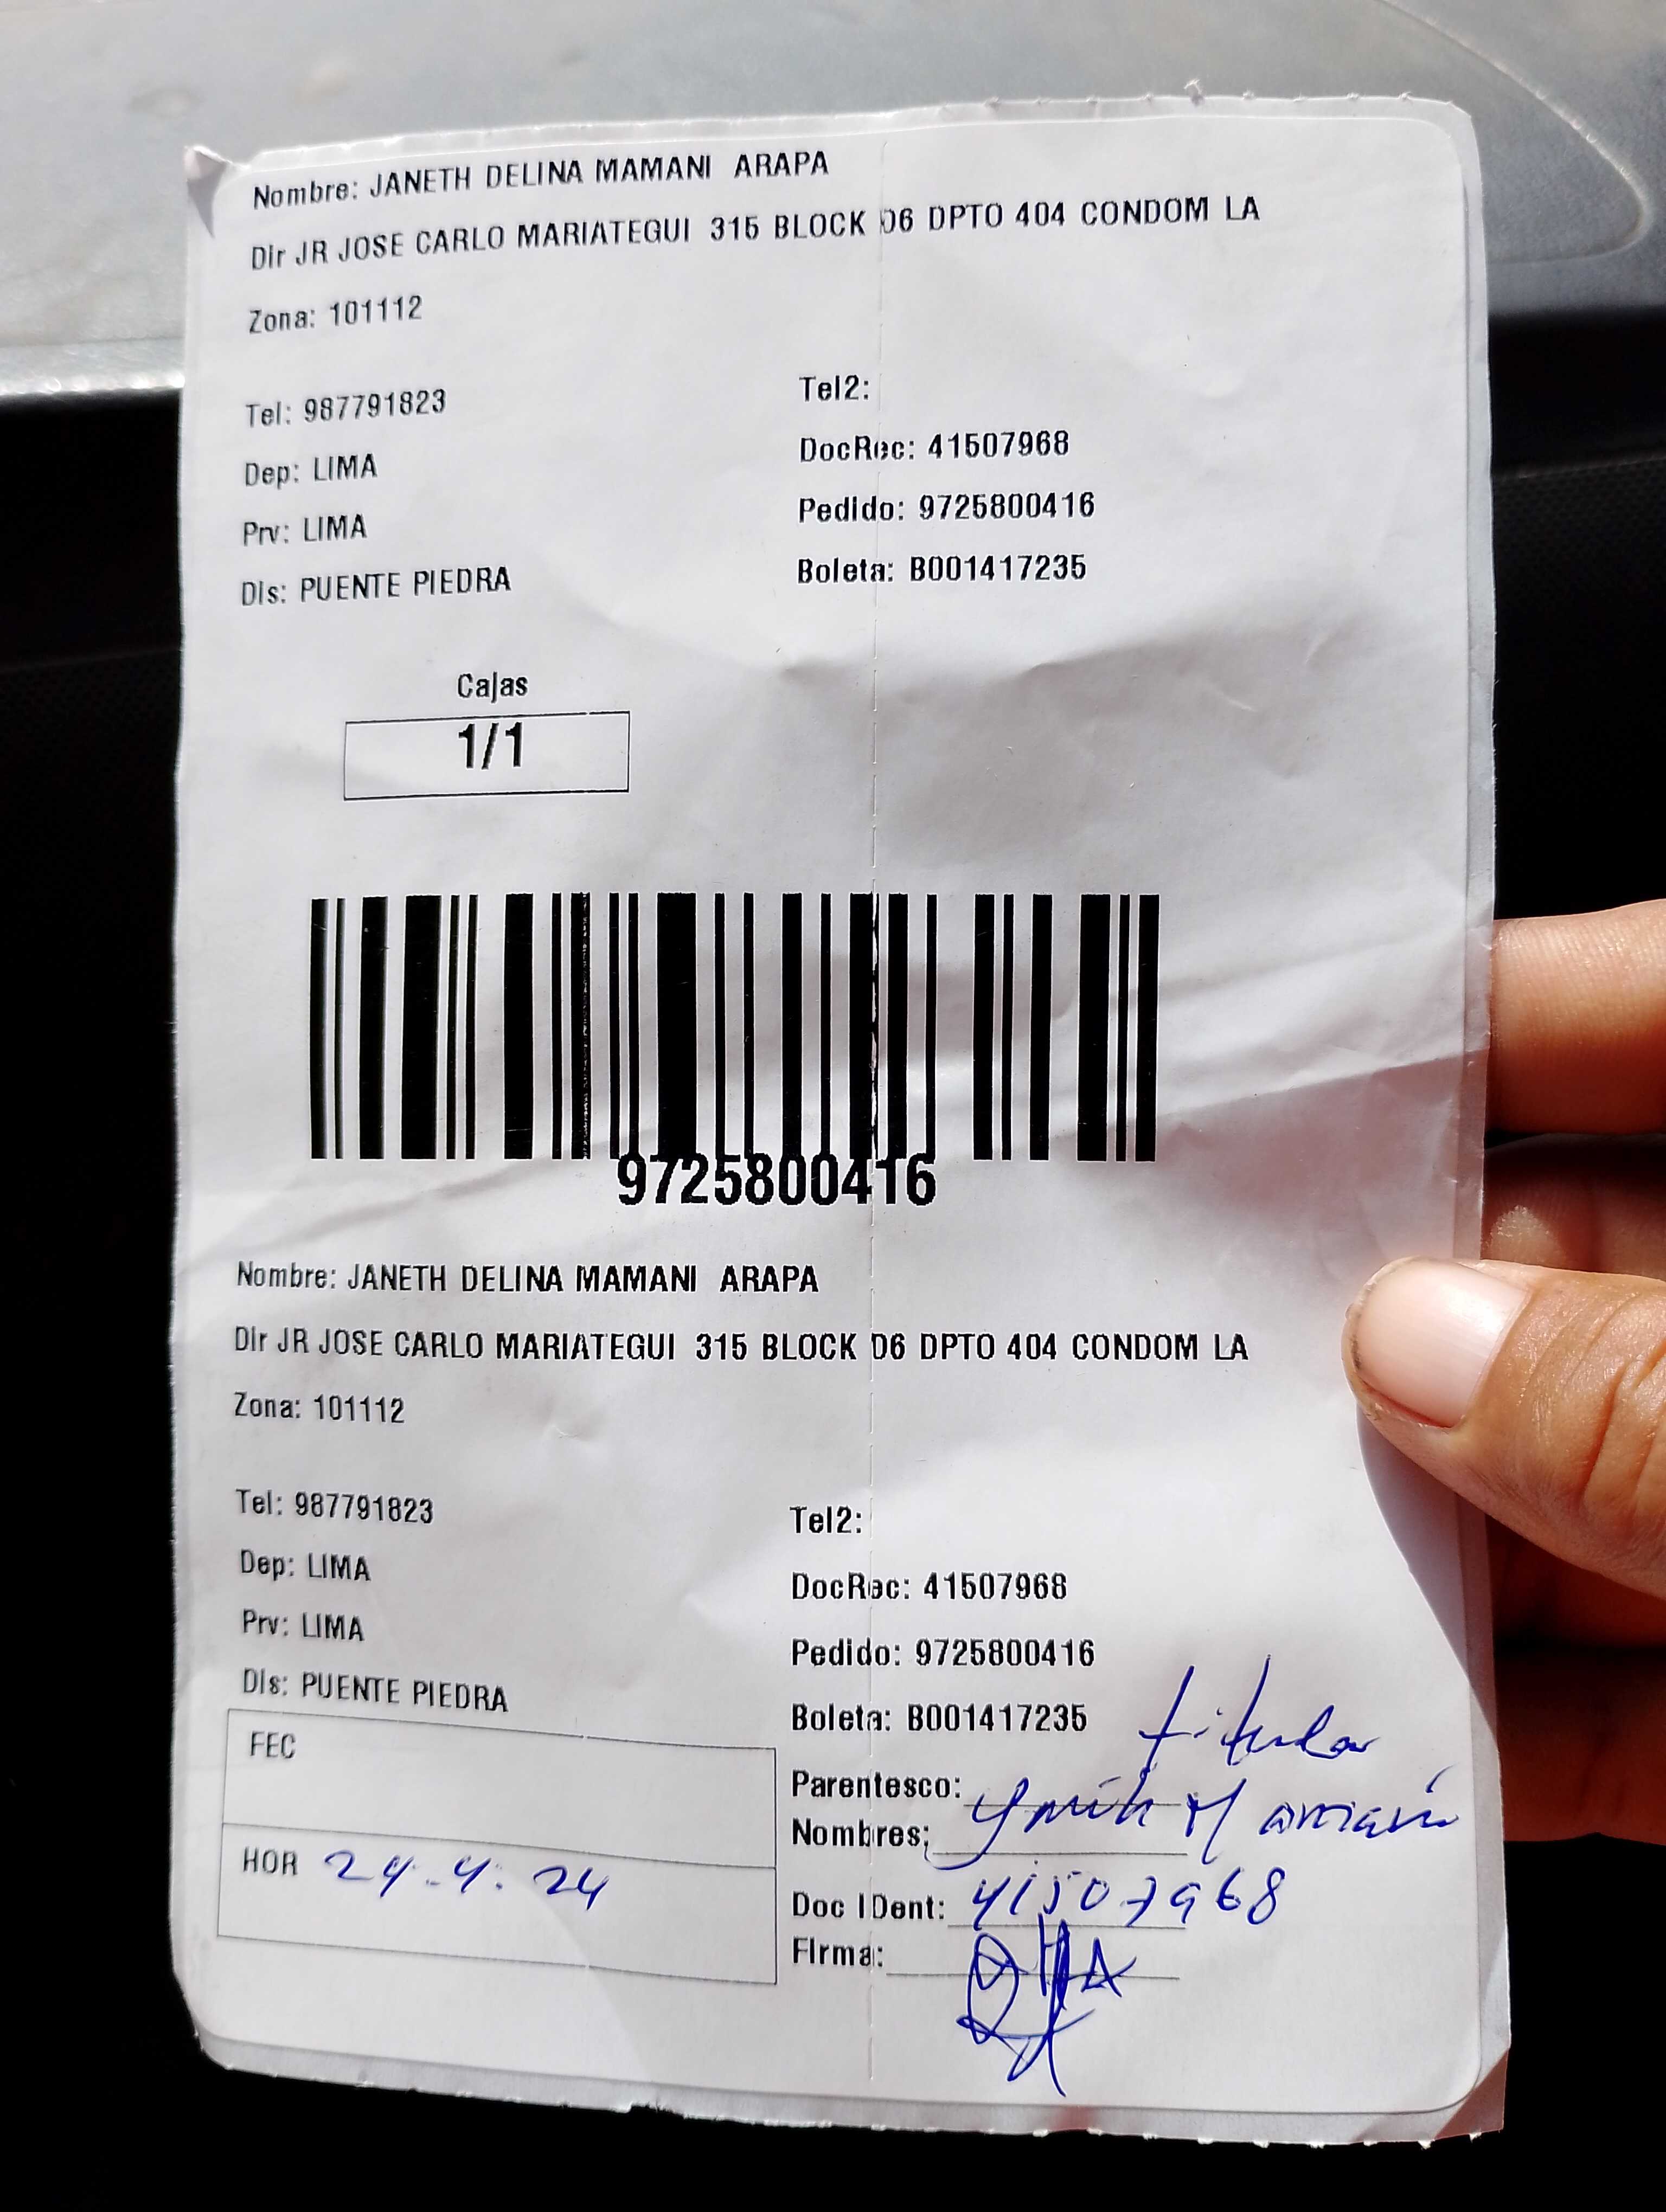 Nombre: JANETH DELINA MAMANI ARAPA
Dir JR JOSE CARLO MARIATEGUI 315 BLOCK 06 DPTO 404 CONDOM LA
Zona: 101112
Tel: 987791823 Tel2:
Dep: LIMA DocRec: 41507968
Prv: LIMA Pedido: 9725800416
Dis: PUENTE PIEDRA Boleta: B001417235
Cajas
1/1
9725800416
Nombre: JANETH DELINA MAMANI ARAPA
Dir JR JOSE CARLO MARIATEGUI 315 BLOCK 06 DPTO 404 CONDOM LA
Zona: 101112
Tel: 987791823 Tel2:
Dep: LIMA DocRec: 41507968
Prv: LIMA Pedido: 9725800416
Dis: PUENTE PIEDRA Boleta: B001417235
FEC
HOR 24.4.24
titular
Parentesco:
Nombres:
Doc IDent: 41507968
Firma: